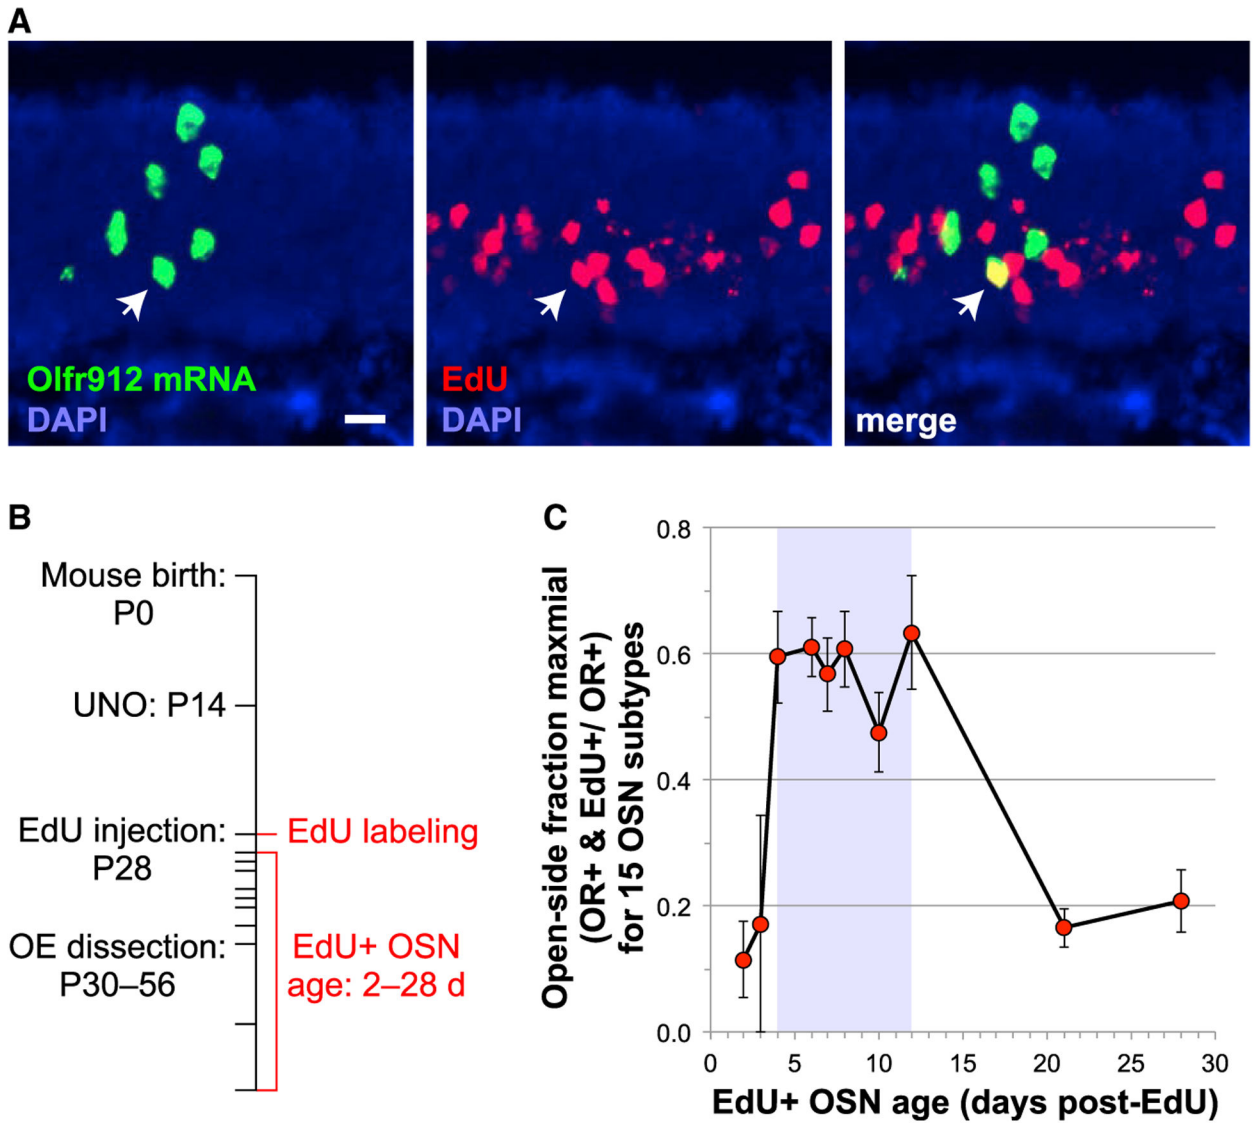 A
Olfr912 mRNA
DAPI
EdU
DAPI
merge
B
Mouse birth:
P0
UNO: P14
EdU injection:
P28
EdU labeling
OE dissection:
P30–56
EdU+ OSN
age: 2–28 d
C
Open-side fraction maxmial
(OR+ & EdU+/ OR+)
for 15 OSN subtypes
0.8
0.6
0.4
0.2
0.0
0 5 10 15 20 25 30
EdU+ OSN age (days post-EdU)